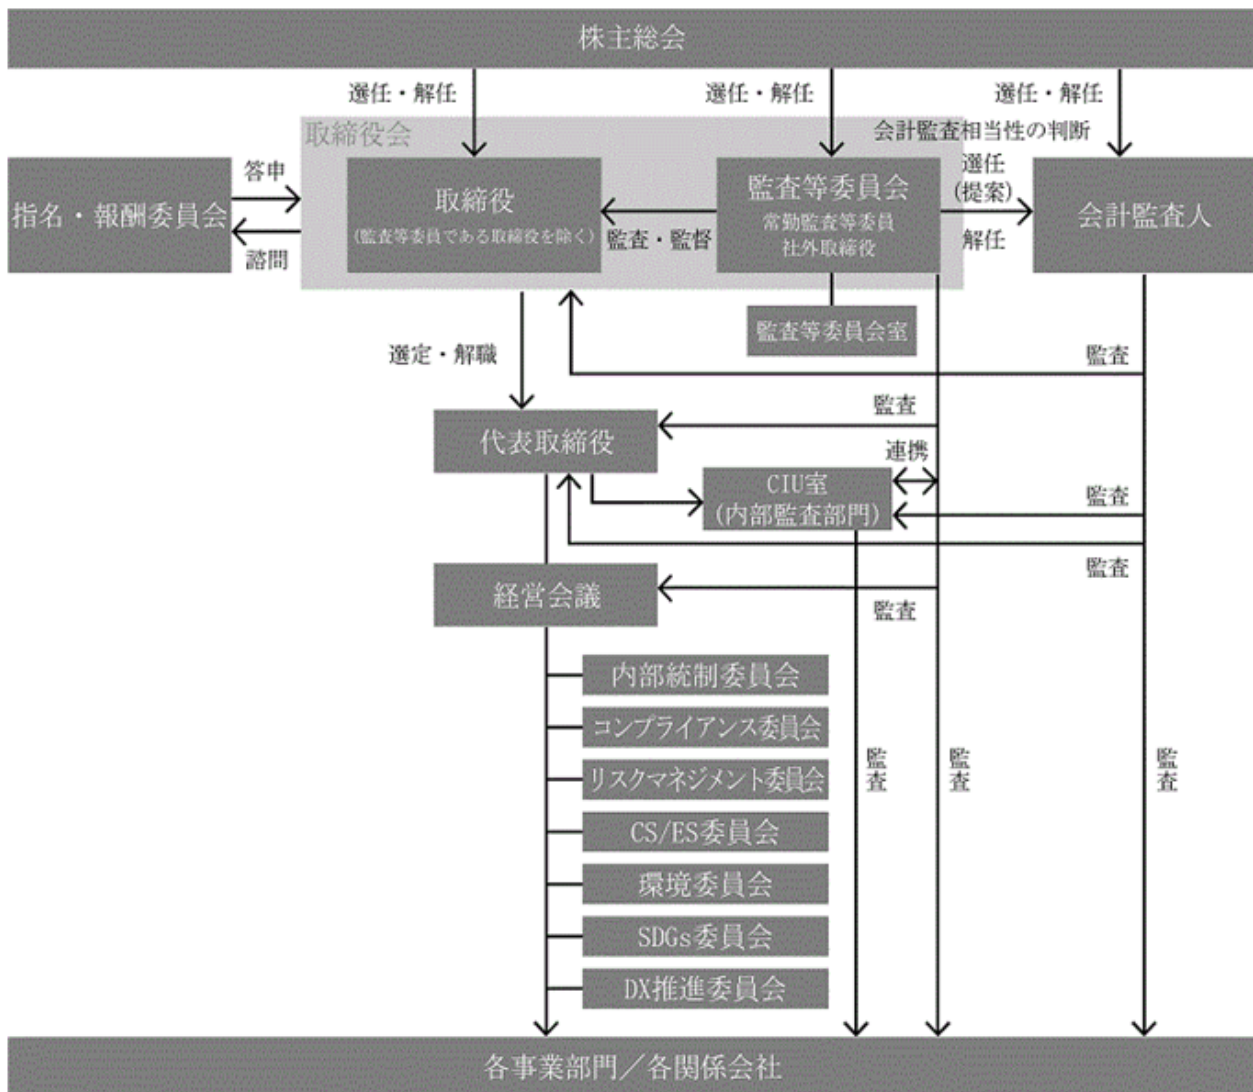 株主総会
選任・解任
選任・解任
選任・解任
取締役会
会計監査相当性の判断
指名・報酬委員会
答申
諮問
取締役
(監査等委員である取締役を除く)
監査・監督
監査等委員会
常勤監査等委員
社外取締役
選任
(提案)
解任
会計監査人
監査等委員会室
選定・解職
監査
監査
代表取締役
連携
CIU室
(内部監査部門)
監査
監査
経営会議
監査
内部統制委員会
コンプライアンス委員会
リスクマネジメント委員会
CS/ES委員会
環境委員会
SDGs委員会
DX推進委員会
監査
監査
監査
各事業部門／各関係会社